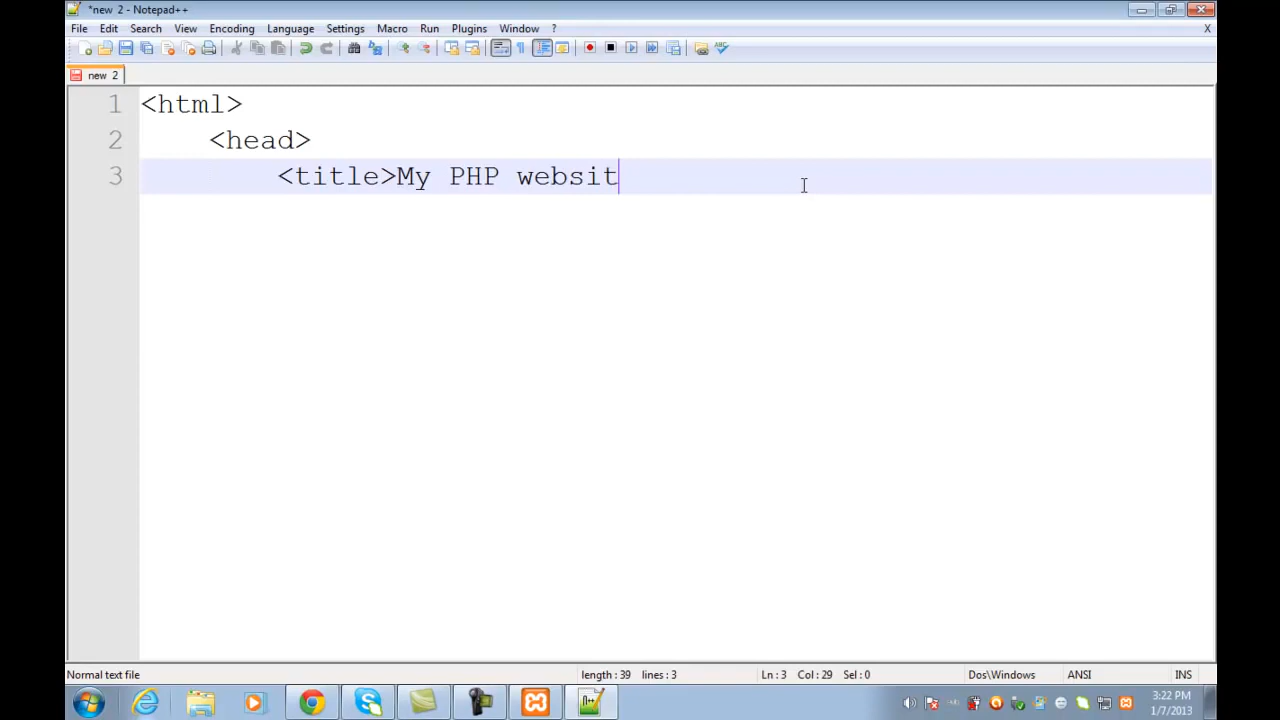 *new 2 - Notepad++
File Edit Search View Encoding Language Settings Macro Run Plugins Window ? X
new 2
1 <html>
2 <head>
3 <title>My PHP websit
Normal text file length : 39 lines : 3 Ln : 3 Col : 29 Sel : 0 Dos\Windows ANSI INS
3:22 PM
1/7/2013